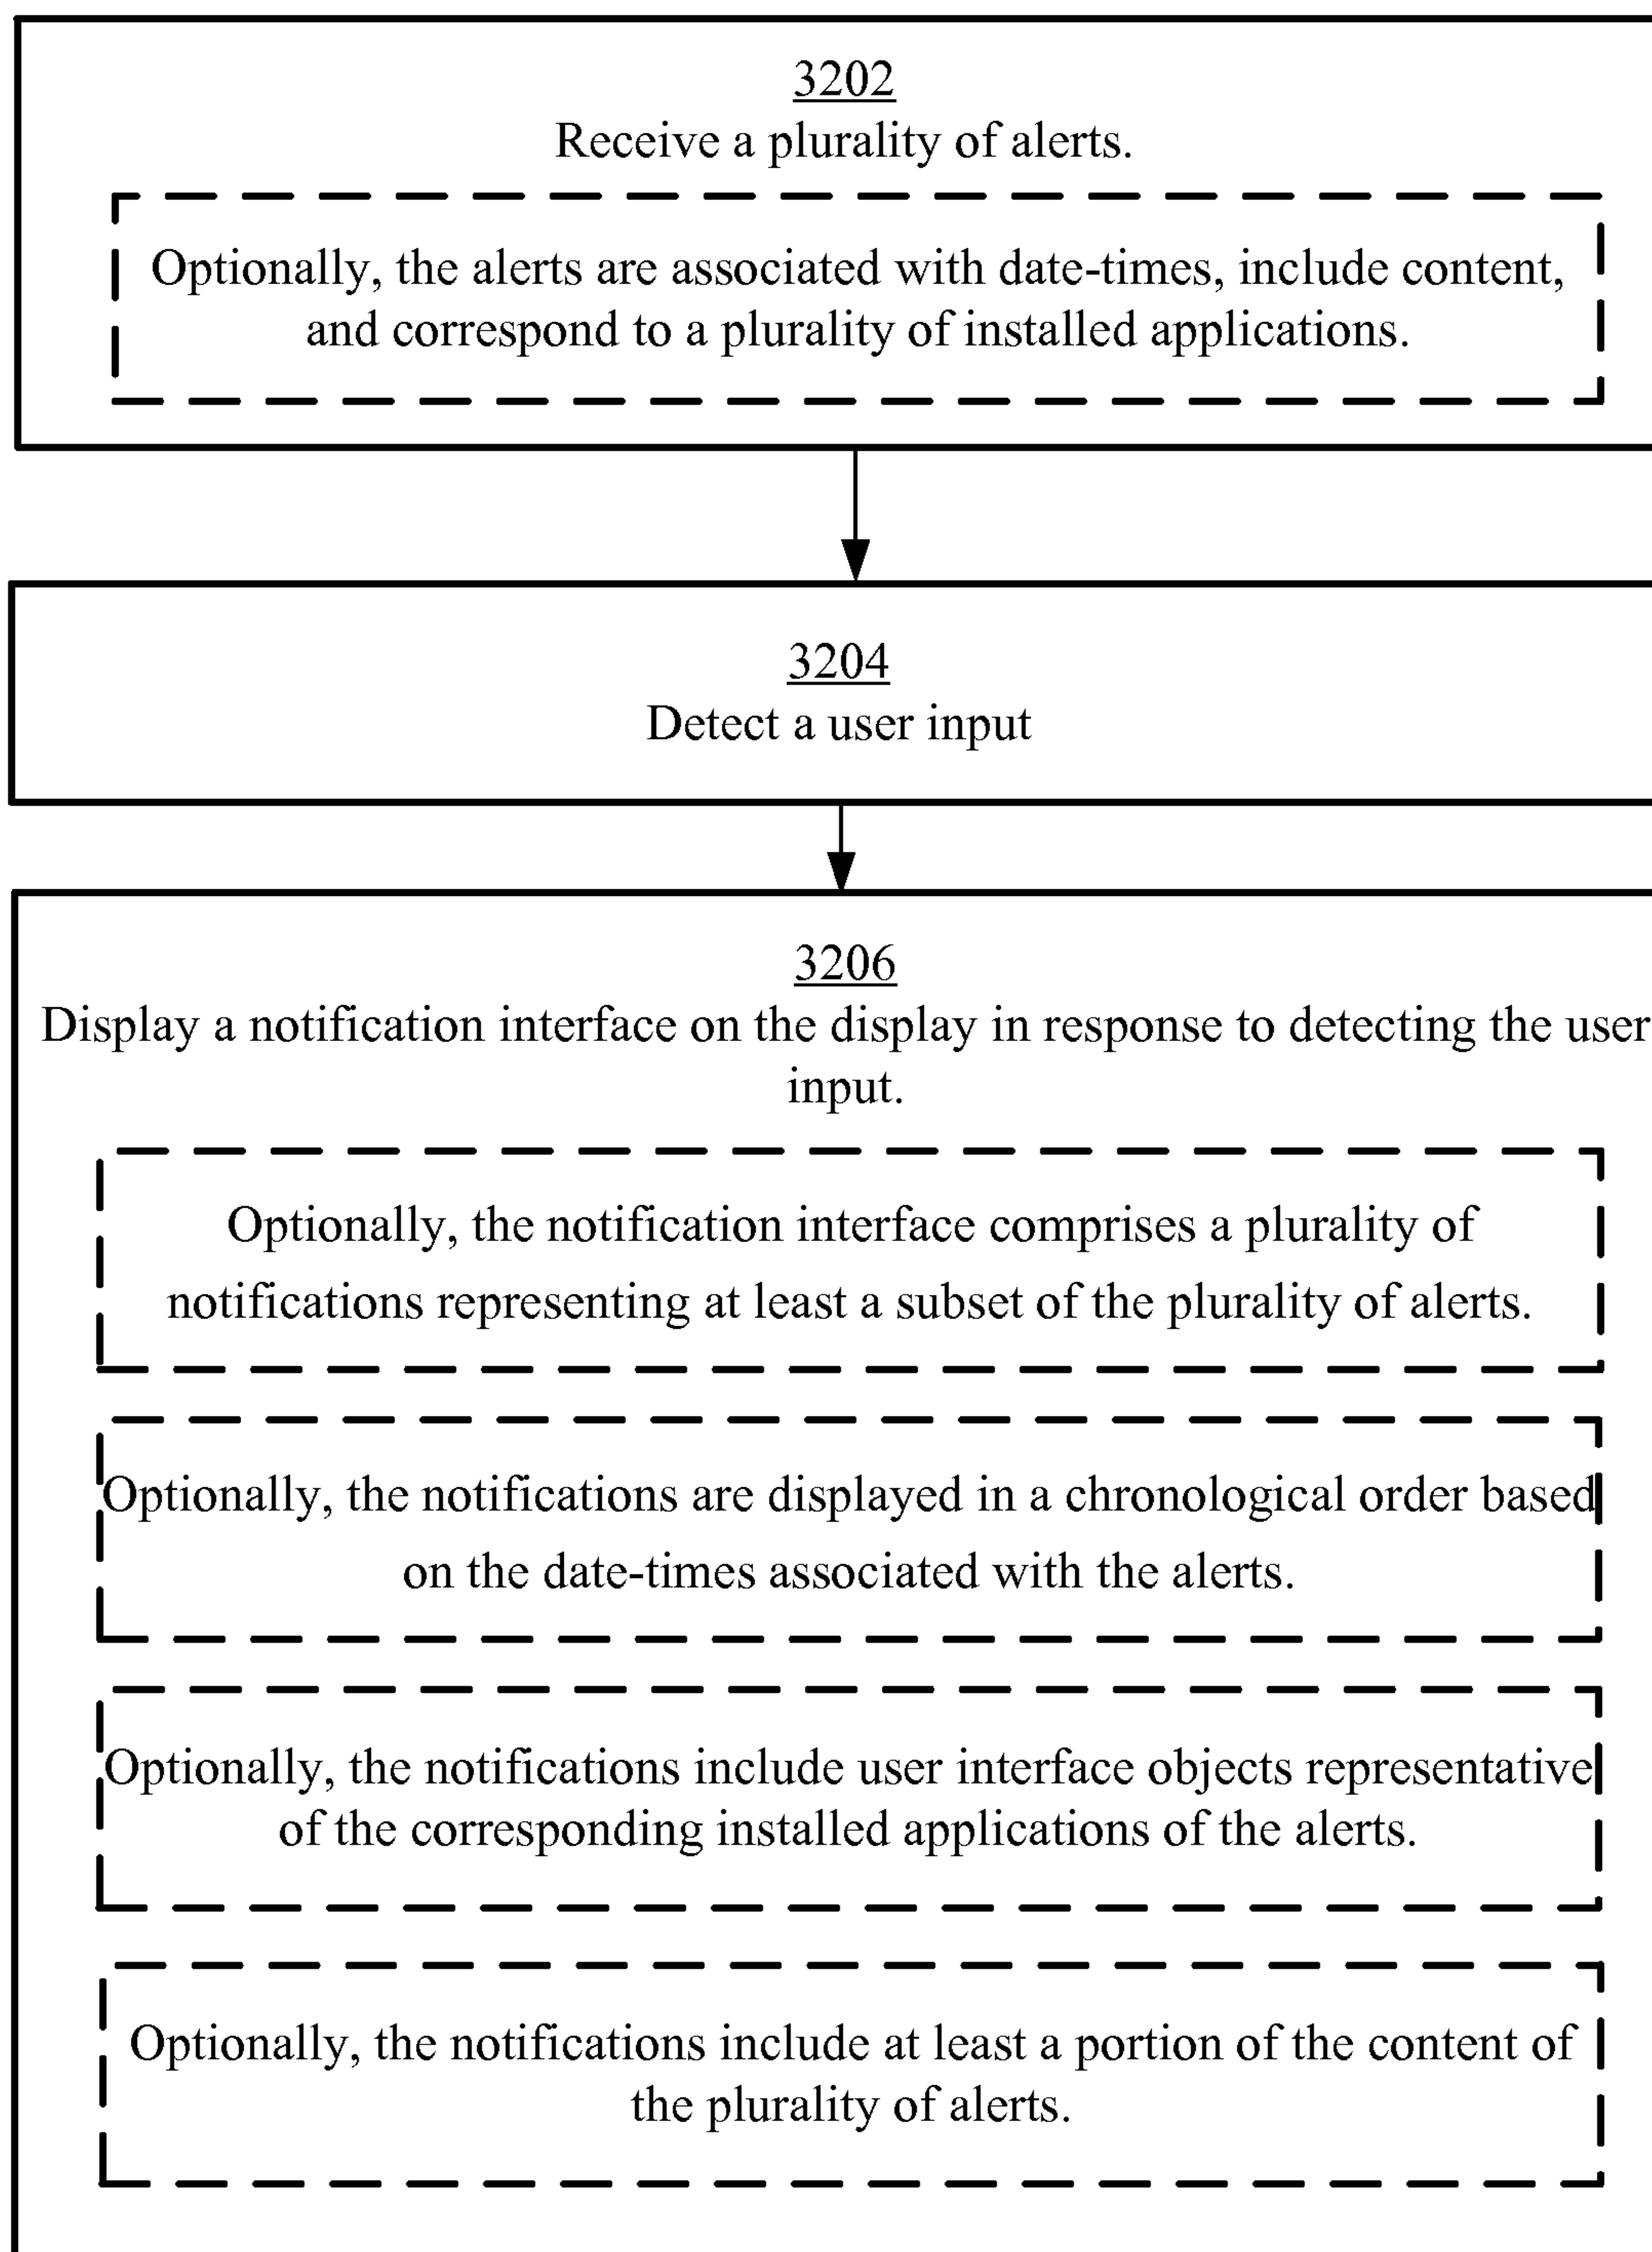 3202
Receive a plurality of alerts.
Optionally, the alerts are associated with date-times, include content,
and correspond to a plurality of installed applications.
3204
Detect a user input
3206
Display a notification interface on the display in response to detecting the user
input.
Optionally, the notification interface comprises a plurality of
notifications representing at least a subset of the plurality of alerts.
Optionally, the notifications are displayed in a chronological order based
on the date-times associated with the alerts.
Optionally, the notifications include user interface objects representative
of the corresponding installed applications of the alerts.
Optionally, the notifications include at least a portion of the content of
the plurality of alerts.